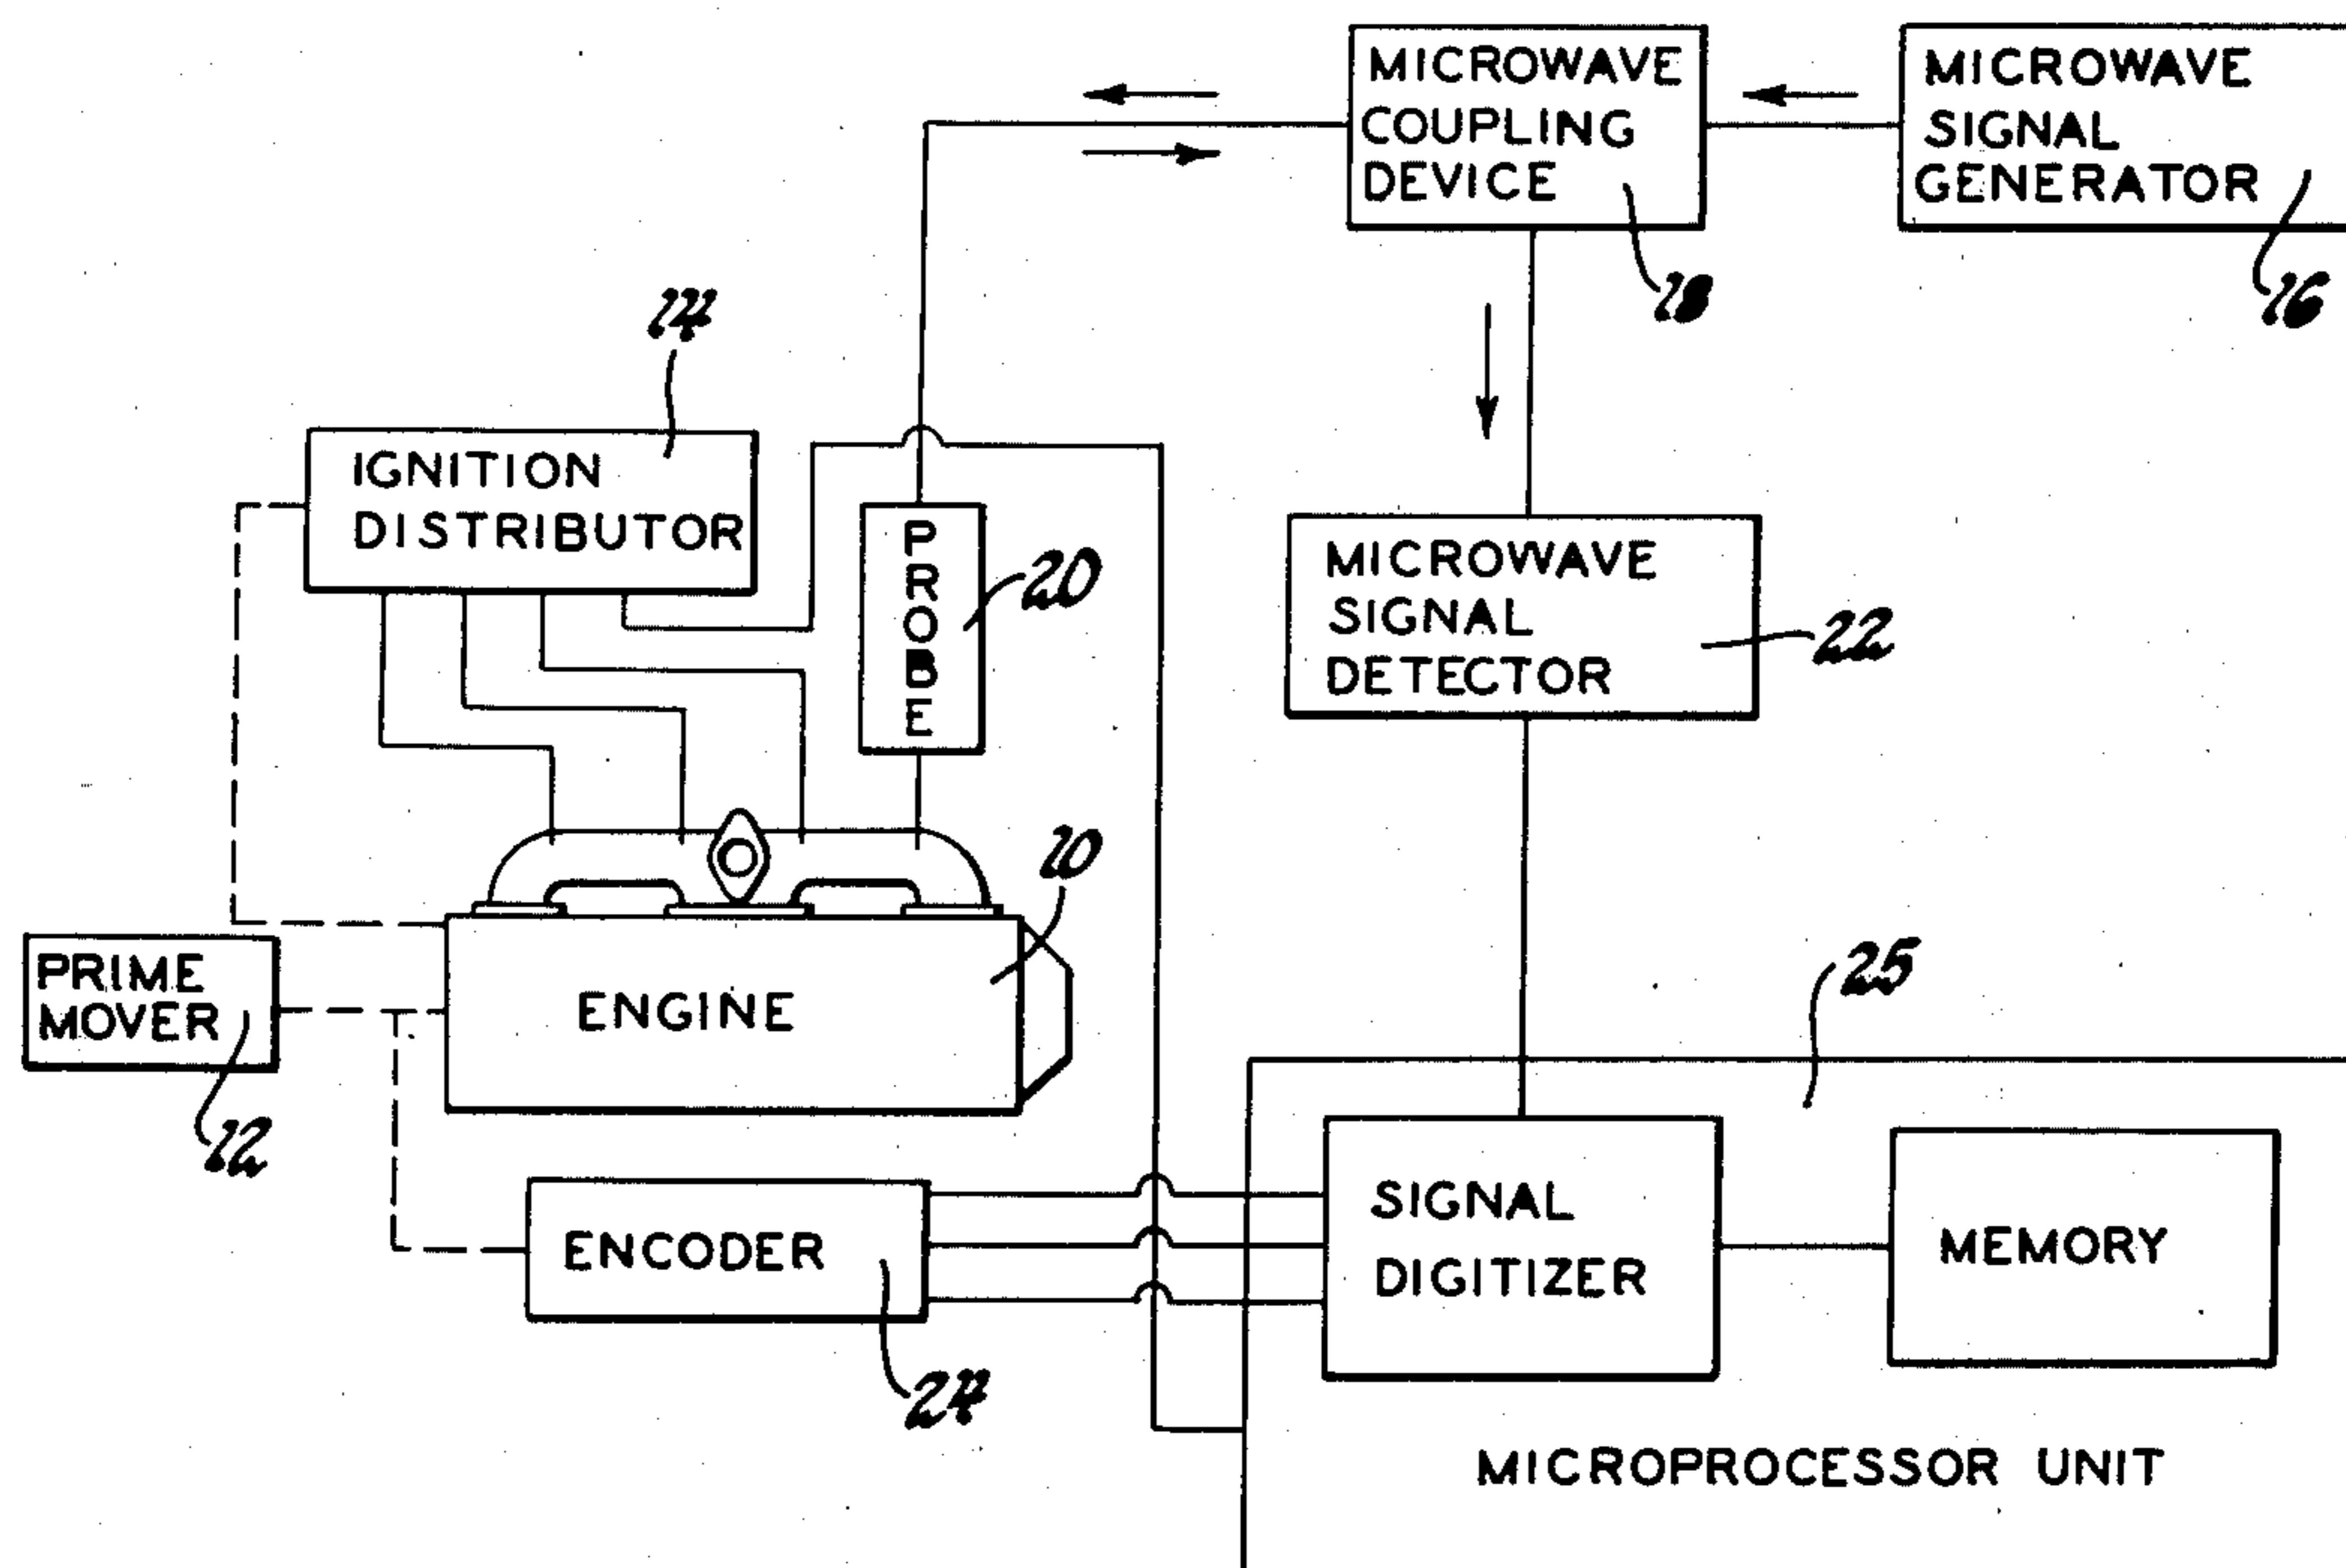 MICROWAVE
COUPLING
DEVICE
18
MICROWAVE
SIGNAL
GENERATOR
16
14
IGNITION
DISTRIBUTOR
PROBE
20
MICROWAVE
SIGNAL
DETECTOR
22
10
ENGINE
PRIME
MOVER
12
25
ENCODER
24
SIGNAL
DIGITIZER
MEMORY
MICROPROCESSOR UNIT